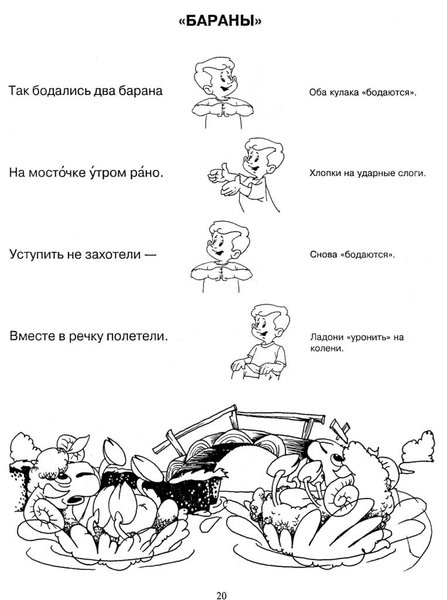 «БАРАНЫ»
Так бодались два барана
Оба кулака «бодаются».
На мосто́чке у́тром ра́но.
Хлопки на ударные слоги.
Уступить не захотели —
Снова «бодаются».
Вместе в речку полетели.
Ладони «уронить» на
колени.
20